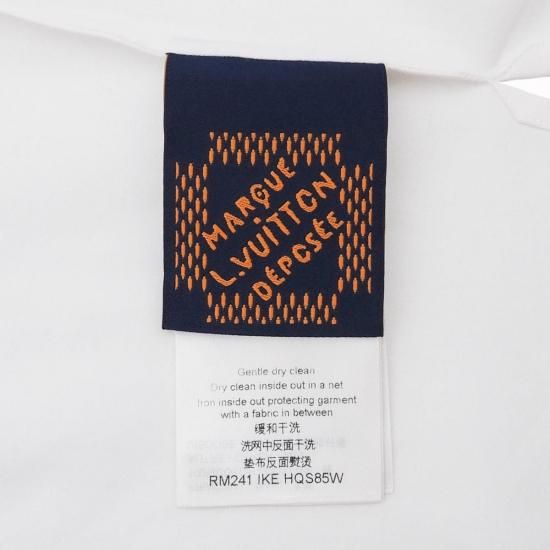 MARQUE
L.VUITTON
DÉPOSÉE
Gentle dry clean
Dry clean inside out in a net
Iron inside out protecting garment
with a fabric in between
缓和干洗
洗网中反面干洗
垫布反面熨烫
RM241 IKE HQS85W